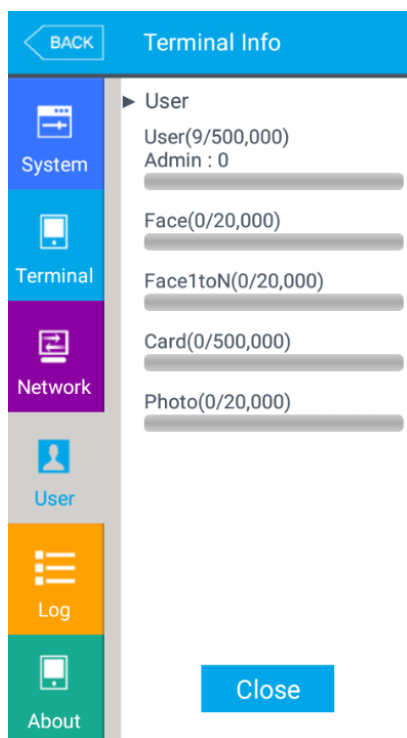 BACK
Terminal Info
System
Terminal
Network
User
Log
About
User
User(9/500,000)
Admin : 0
Face(0/20,000)
Face1toN(0/20,000)
Card(0/500,000)
Photo(0/20,000)
Close